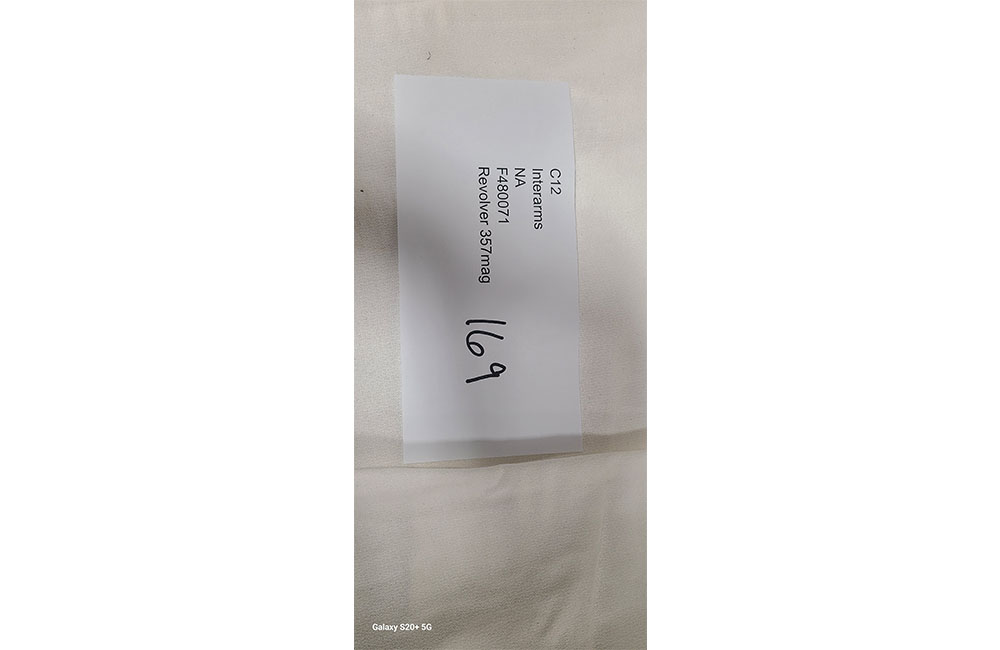 C12
Interarms
NA
F480071
Revolver 357mag
169
Galaxy S20+ 5G